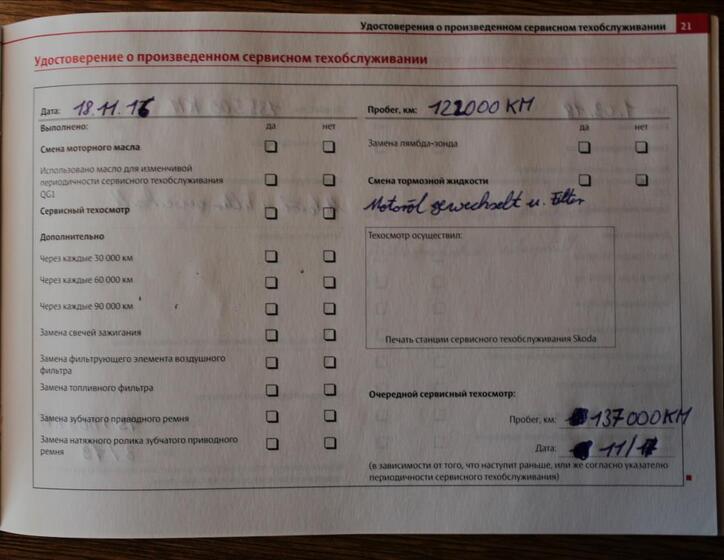 Удостоверения о произведенном сервисном техобслуживании 21
Удостоверение о произведенном сервисном техобслуживании
Дата: 18.11.16
Выполнено: да нет
Смена моторного масла
Использовано масло для изменчивой
периодичности сервисного техобслуживания
QG1
Сервисный техосмотр
Дополнительно
Через каждые 30 000 км
Через каждые 60 000 км
Через каждые 90 000 км
Замена свечей зажигания
Замена фильтрующего элемента воздушного
фильтра
Замена топливного фильтра
Замена зубчатого приводного ремня
Замена натяжного ролика зубчатого приводного
ремня
Пробег, км: 122000 KM
да нет
Замена лямбда-зонда
Смена тормозной жидкости
Motoröl gewechselt u. Filter
Техосмотр осуществил:
Печать станции сервисного техобслуживания Skoda
Очередной сервисный техосмотр:
Пробег, км: 137000KM
Дата: 11/17
(в зависимости от того, что наступит раньше, или же согласно указателю
периодичности сервисного техобслуживания)